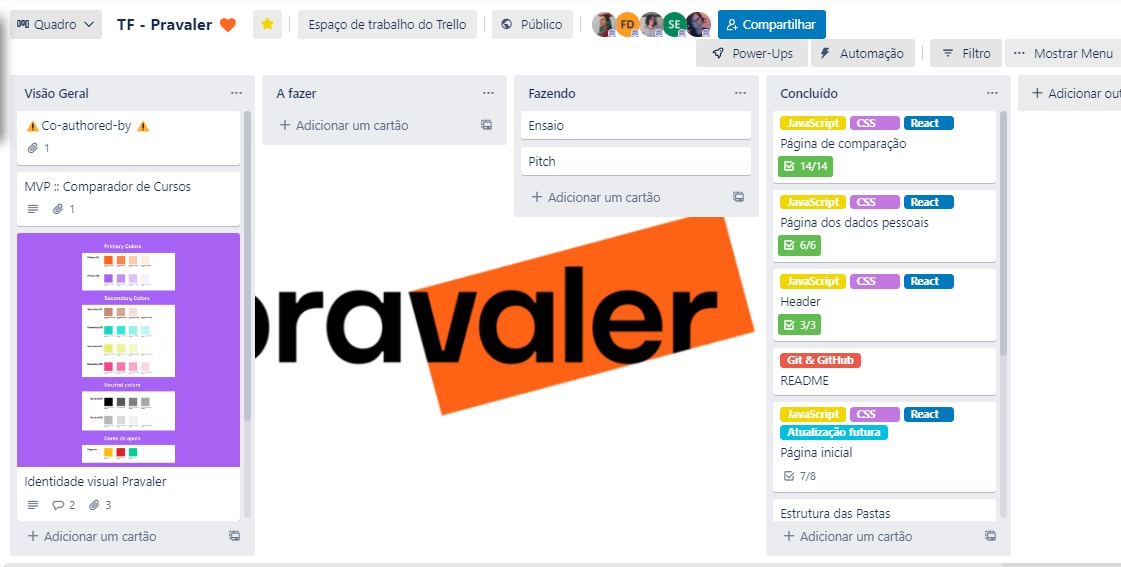 Quadro
TF - Pravaler
Espaço de trabalho do Trello
Público
FD
SE
Compartilhar
Power-Ups
Automação
Filtro
Mostrar Menu
Visão Geral
Co-authored-by
1
MVP :: Comparador de Cursos
1
Primary Colors
Secondary Colors
Neutral colors
Cores de apoio
Identidade visual Pravaler
2
3
+ Adicionar um cartão
A fazer
+ Adicionar um cartão
Fazendo
Ensaio
Pitch
+ Adicionar um cartão
pravaler
Concluído
JavaScript CSS React
Página de comparação
14/14
JavaScript CSS React
Página dos dados pessoais
6/6
JavaScript CSS React
Header
3/3
Git & GitHub
README
JavaScript CSS React
Atualização futura
Página inicial
7/8
Estrutura das Pastas
+ Adicionar um cartão
+ Adicionar out